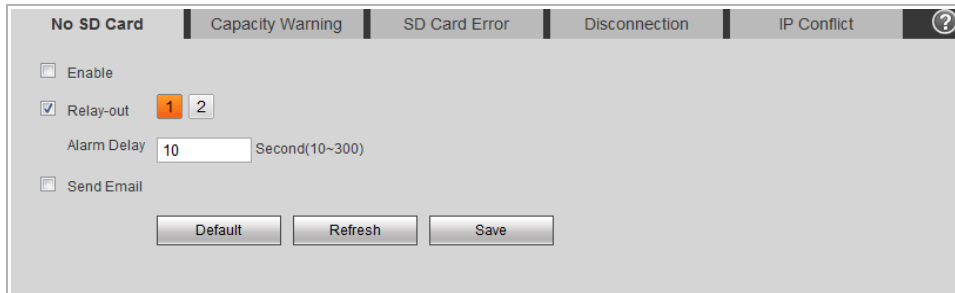 No SD Card Capacity Warning SD Card Error Disconnection IP Conflict ?
Enable
Relay-out 1 2
Alarm Delay 10 Second(10~300)
Send Email
Default Refresh Save